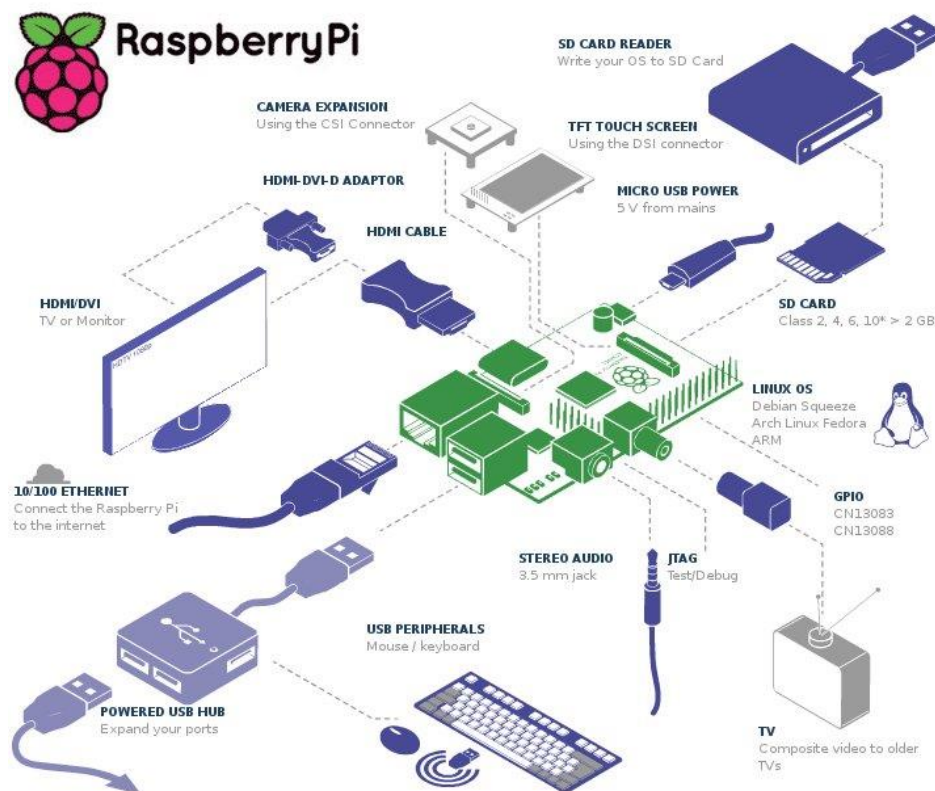 RaspberryPi
SD CARD READER
Write your OS to SD Card
CAMERA EXPANSION
Using the CSI Connector
TFT TOUCH SCREEN
Using the DSI connector
HDMI-DVI-D ADAPTOR
MICRO USB POWER
5 V from mains
HDMI CABLE
HDMI/DVI
TV or Monitor
HDTV 1080p
SD CARD
Class 2, 4, 6, 10* > 2 GB
LINUX OS
Debian Squeeze
Arch Linux Fedora
ARM
10/100 ETHERNET
Connect the Raspberry Pi
to the internet
GPIO
CN13083
CN13088
STEREO AUDIO
3.5 mm jack
JTAG
Test/Debug
USB PERIPHERALS
Mouse / keyboard
POWERED USB HUB
Expand your ports
TV
Composite video to older
TVs